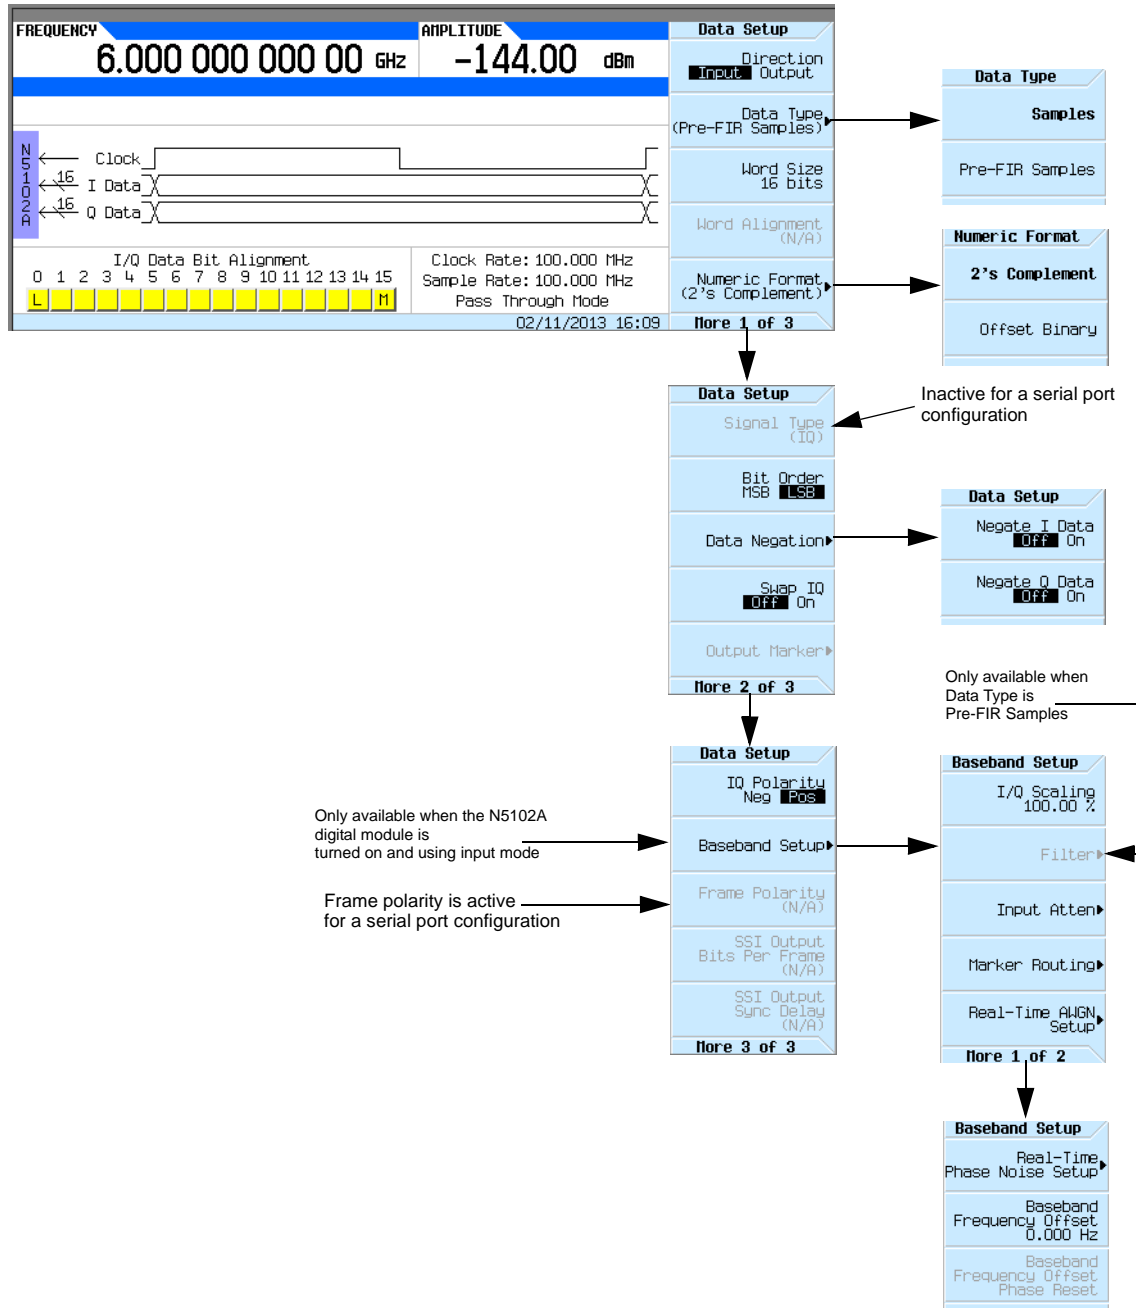 FREQUENCY
6.000 000 000 00 GHz
AMPLITUDE
-144.00 dBm
N5102A
Clock
16
I Data
16
Q Data
I/Q Data Bit Alignment
0 1 2 3 4 5 6 7 8 9 10 11 12 13 14 15
L M
Clock Rate: 100.000 MHz
Sample Rate: 100.000 MHz
Pass Through Mode
02/11/2013 16:09
Data Setup
Direction
Input Output
Data Type
(Pre-FIR Samples)
Word Size
16 bits
Word Alignment
(N/A)
Numeric Format
(2's Complement)
More 1 of 3
Data Type
Samples
Pre-FIR Samples
Numeric Format
2's Complement
Offset Binary
Data Setup
Signal Type
(IQ)
Bit Order
MSB LSB
Data Negation
Swap IQ
Off On
Output Marker
More 2 of 3
Inactive for a serial port
configuration
Data Setup
Negate I Data
Off On
Negate Q Data
Off On
Only available when
Data Type is
Pre-FIR Samples
Data Setup
IQ Polarity
Neg Pos
Baseband Setup
Frame Polarity
(N/A)
SSI Output
Bits Per Frame
(N/A)
SSI Output
Sync Delay
(N/A)
More 3 of 3
Only available when the N5102A
digital module is
turned on and using input mode
Frame polarity is active
for a serial port configuration
Baseband Setup
I/Q Scaling
100.00 %
Filter
Input Atten
Marker Routing
Real-Time AWGN
Setup
More 1 of 2
Baseband Setup
Real-Time
Phase Noise Setup
Baseband
Frequency Offset
0.000 Hz
Baseband
Frequency Offset
Phase Reset